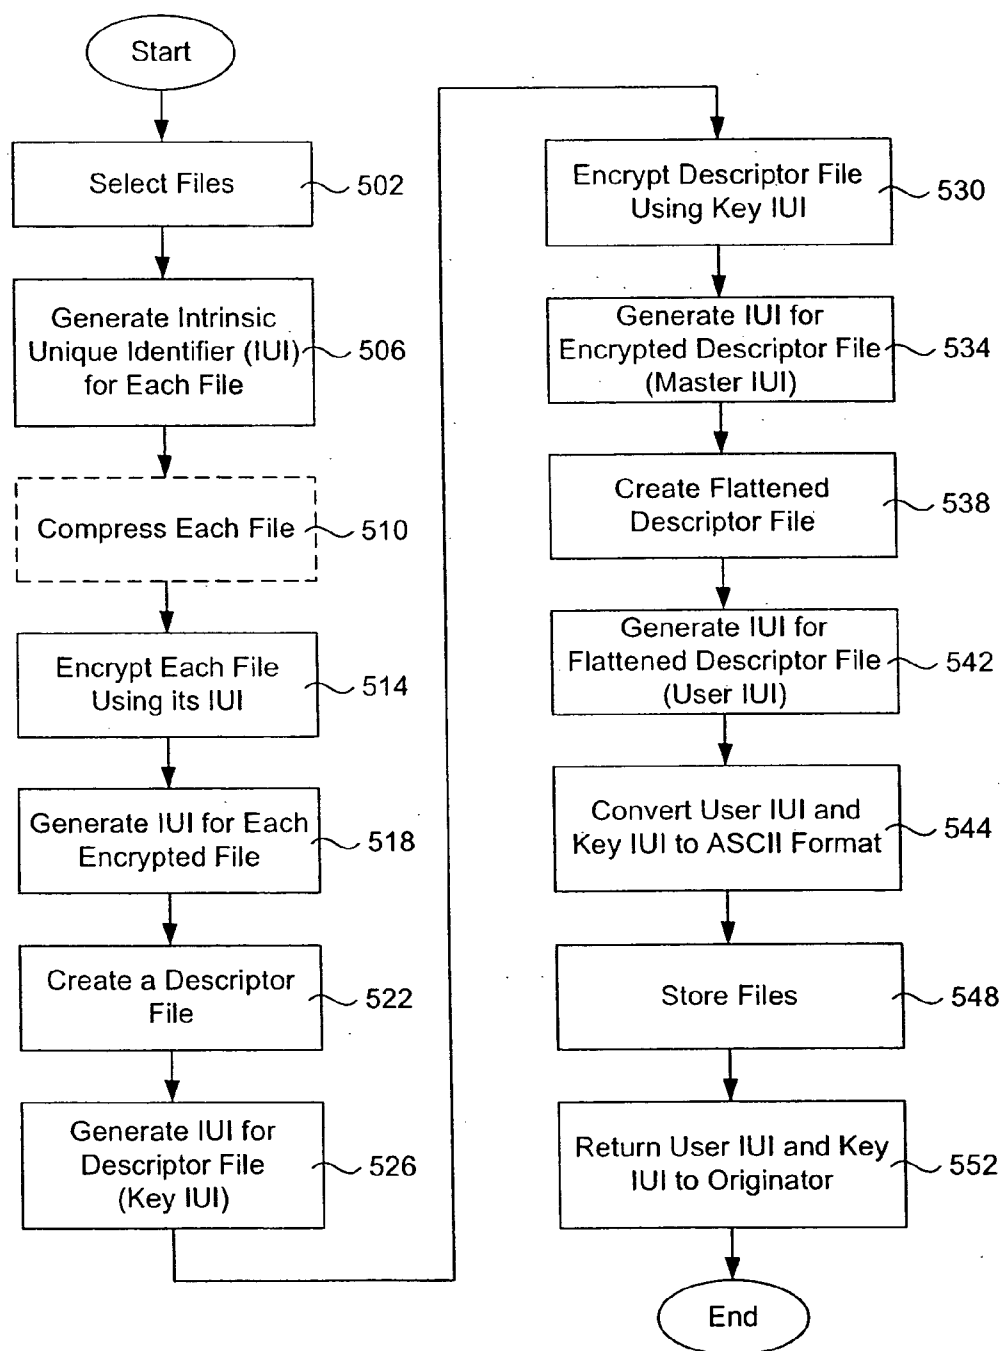 Start
Select Files
502
Generate Intrinsic
Unique Identifier (IUI)
for Each File
506
Compress Each File
510
Encrypt Each File
Using its IUI
514
Generate IUI for Each
Encrypted File
518
Create a Descriptor
File
522
Generate IUI for
Descriptor File
(Key IUI)
526
Encrypt Descriptor File
Using Key IUI
530
Generate IUI for
Encrypted Descriptor File
(Master IUI)
534
Create Flattened
Descriptor File
538
Generate IUI for
Flattened Descriptor File
(User IUI)
542
Convert User IUI and
Key IUI to ASCII Format
544
Store Files
548
Return User IUI and Key
IUI to Originator
552
End